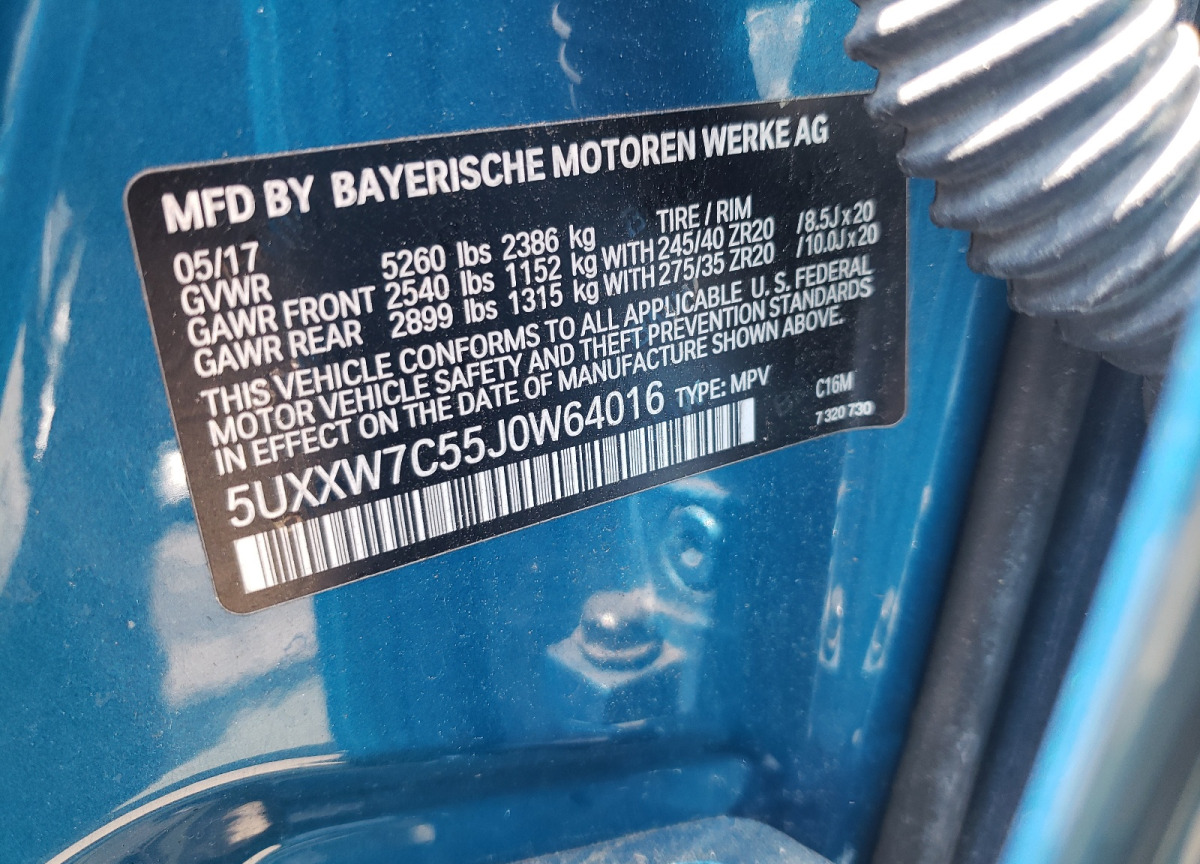 MFD BY BAYERISCHE MOTOREN WERKE AG
05/17 TIRE / RIM
GVWR 5260 lbs 2386 kg
GAWR FRONT 2540 lbs 1152 kg WITH 245/40 ZR20 /8.5J x 20
GAWR REAR 2899 lbs 1315 kg WITH 275/35 ZR20 /10.0J x 20
THIS VEHICLE CONFORMS TO ALL APPLICABLE U. S. FEDERAL
MOTOR VEHICLE SAFETY AND THEFT PREVENTION STANDARDS
IN EFFECT ON THE DATE OF MANUFACTURE SHOWN ABOVE.
5UXXW7C55J0W64016 TYPE: MPV C16M
7 320 730